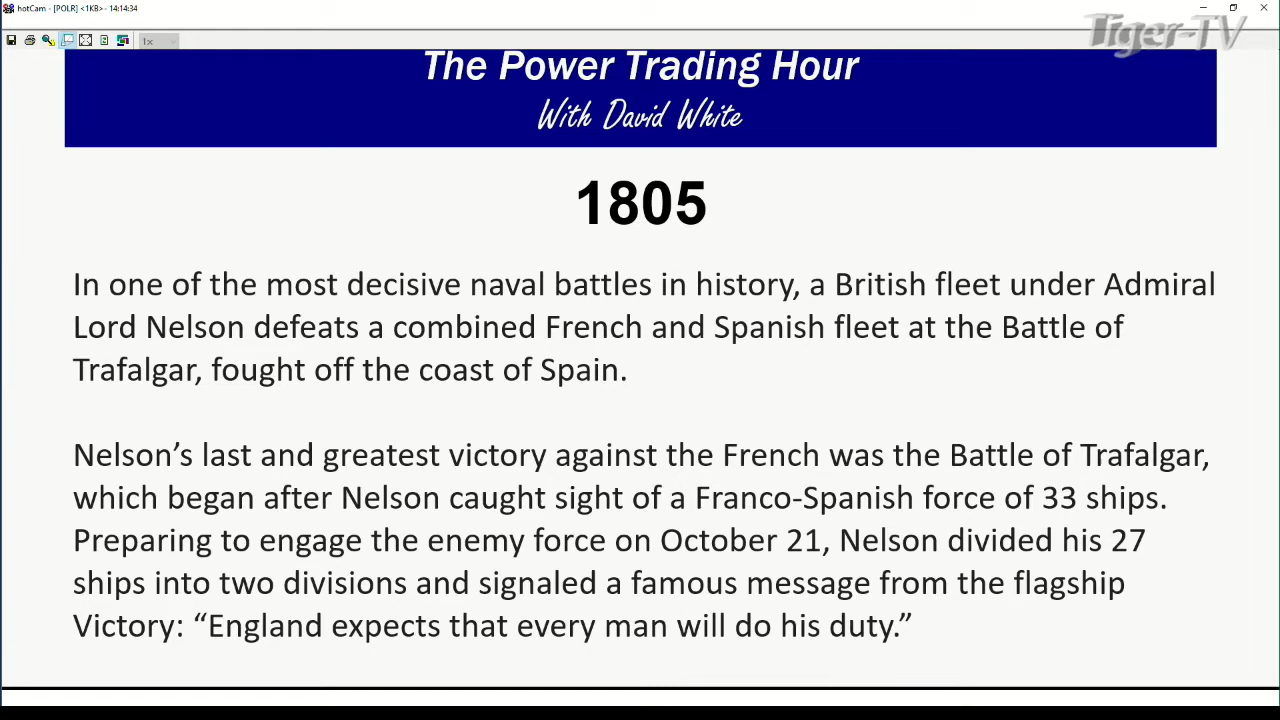 hotCam - [POLR] <1KB> - 14:14:34
Tiger-TV
1x
The Power Trading Hour
With David White
1805
In one of the most decisive naval battles in history, a British fleet under Admiral
Lord Nelson defeats a combined French and Spanish fleet at the Battle of
Trafalgar, fought off the coast of Spain.
Nelson’s last and greatest victory against the French was the Battle of Trafalgar,
which began after Nelson caught sight of a Franco-Spanish force of 33 ships.
Preparing to engage the enemy force on October 21, Nelson divided his 27
ships into two divisions and signaled a famous message from the flagship
Victory: “England expects that every man will do his duty.”